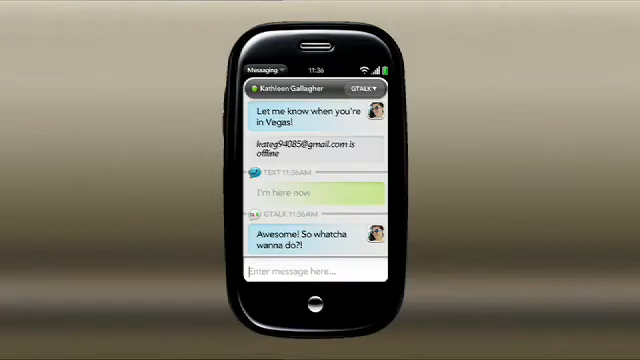 Messaging
11:36
Kathleen Gallagher
GTALK
Let me know when you're
in Vegas!
kateg94085@gmail.com is
offline
TEXT 11:36AM
I'm here now
GTALK 11:36AM
Awesome! So whatcha
wanna do?!
Enter message here...